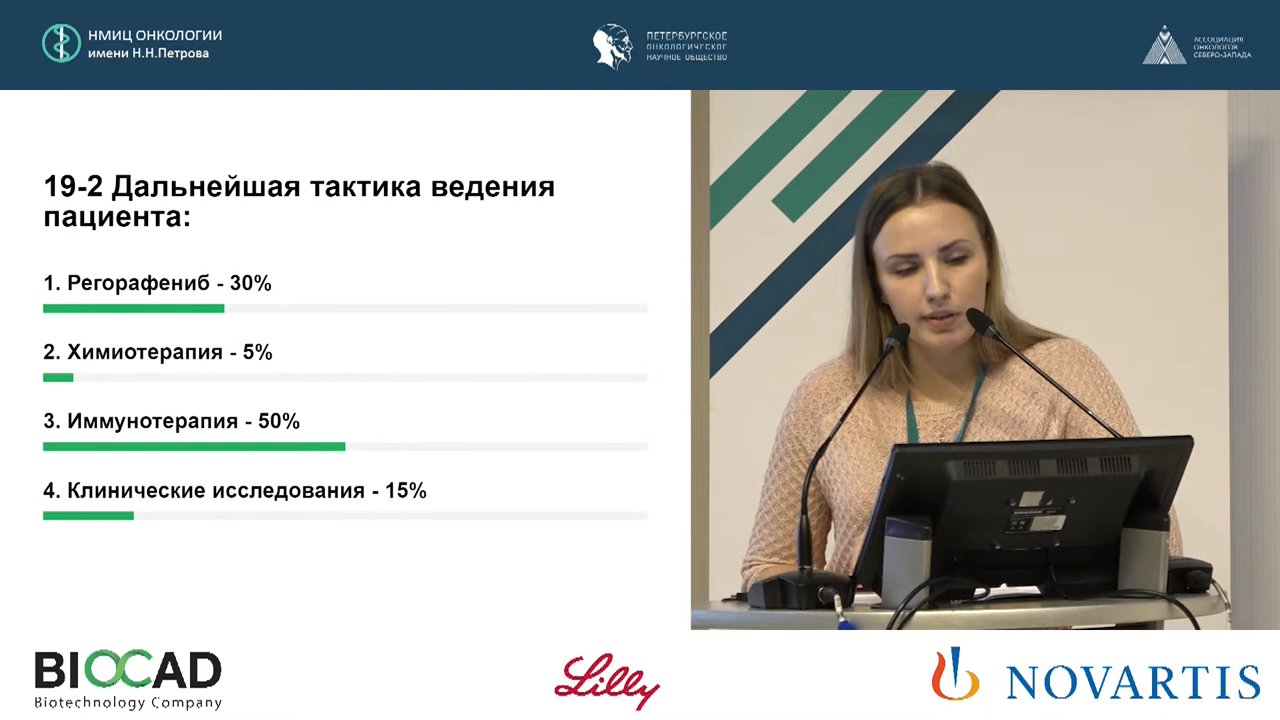 НМИЦ ОНКОЛОГИИ
имени Н.Н.Петрова
ПЕТЕРБУРГСКОЕ
ОНКОЛОГИЧЕСКОЕ
НАУЧНОЕ ОБЩЕСТВО
АССОЦИАЦИЯ
ОНКОЛОГОВ
СЕВЕРО-ЗАПАДА
19-2 Дальнейшая тактика ведения
пациента:
1. Регорафениб - 30%
2. Химиотерапия - 5%
3. Иммунотерапия - 50%
4. Клинические исследования - 15%
BIOCAD
Biotechnology Company
Lilly
NOVARTIS